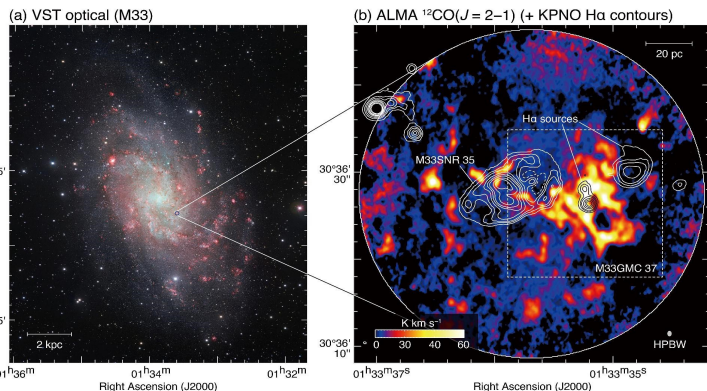 (a) VST optical (M33)
(b) ALMA ¹²CO(J = 2–1) (+ KPNO Hα contours)
20 pc
Hα sources
M33SNR 35
30°36'
30"
M33GMC 37
5'
5'
2 kpc
K km s⁻¹
0 30 60
HPBW
30°36'
10"
01ʰ36ᵐ 01ʰ34ᵐ 01ʰ32ᵐ
01ʰ33ᵐ37ˢ 01ʰ33ᵐ35ˢ
Right Ascension (J2000)
Right Ascension (J2000)